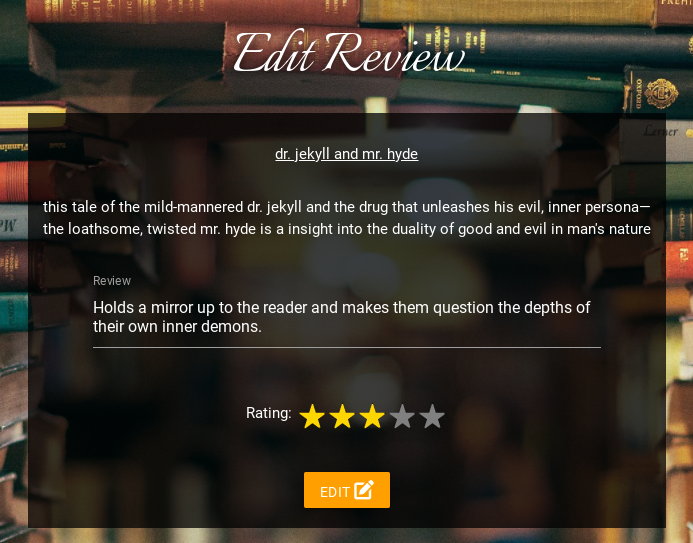 Edit Review
OXFORD
Lerner
dr. jekyll and mr. hyde
this tale of the mild-mannered dr. jekyll and the drug that unleashes his evil, inner persona—
the loathsome, twisted mr. hyde is a insight into the duality of good and evil in man's nature
Review
Holds a mirror up to the reader and makes them question the depths of
their own inner demons.
Rating:
EDIT